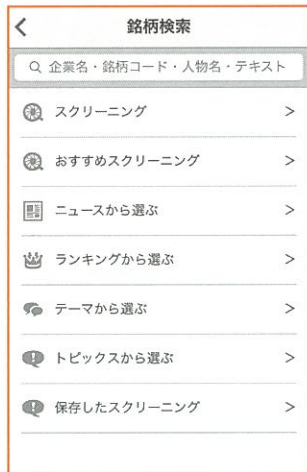 銘柄検索
企業名・銘柄コード・人物名・テキスト
スクリーニング >
おすすめスクリーニング >
ニュースから選ぶ >
ランキングから選ぶ >
テーマから選ぶ >
トピックスから選ぶ >
保存したスクリーニング >